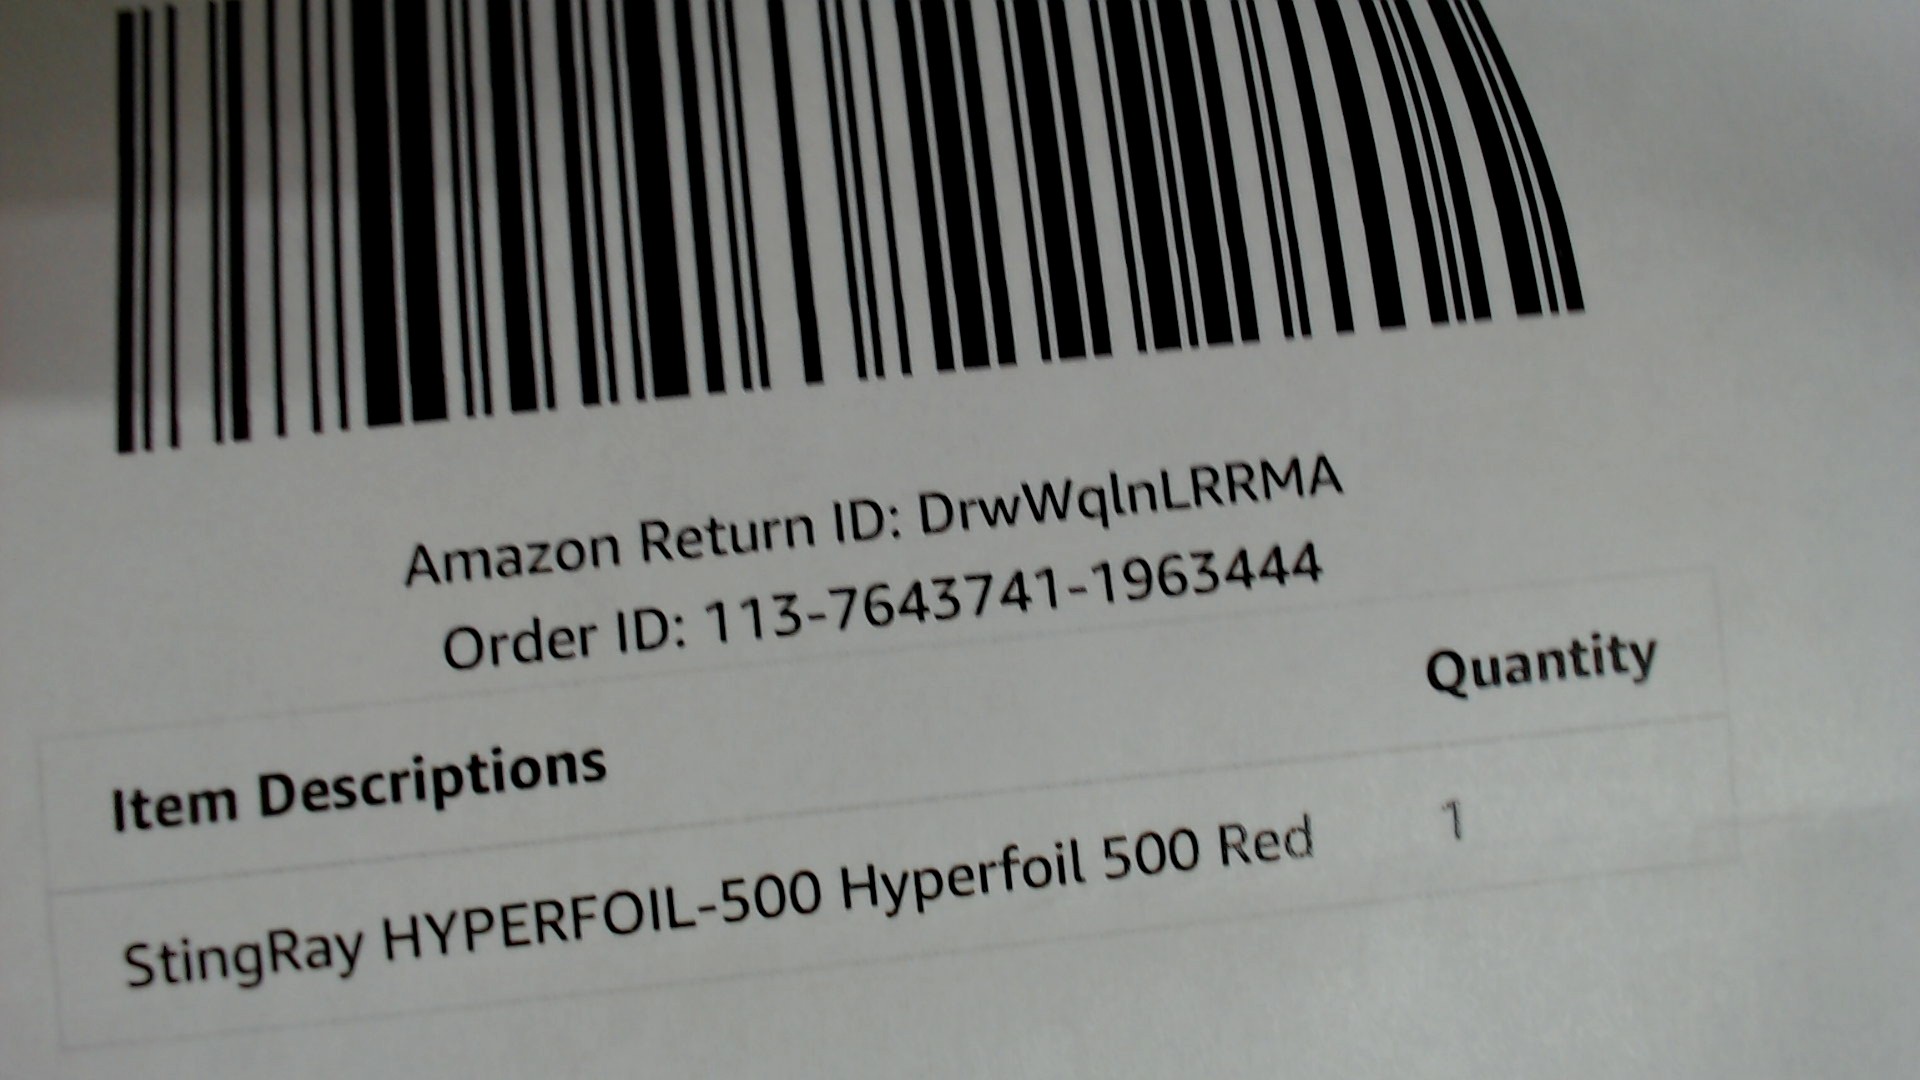 Amazon Return ID: DrwWqlnLRRMA
Order ID: 113-7643741-1963444
Item Descriptions Quantity
StingRay HYPERFOIL-500 Hyperfoil 500 Red 1